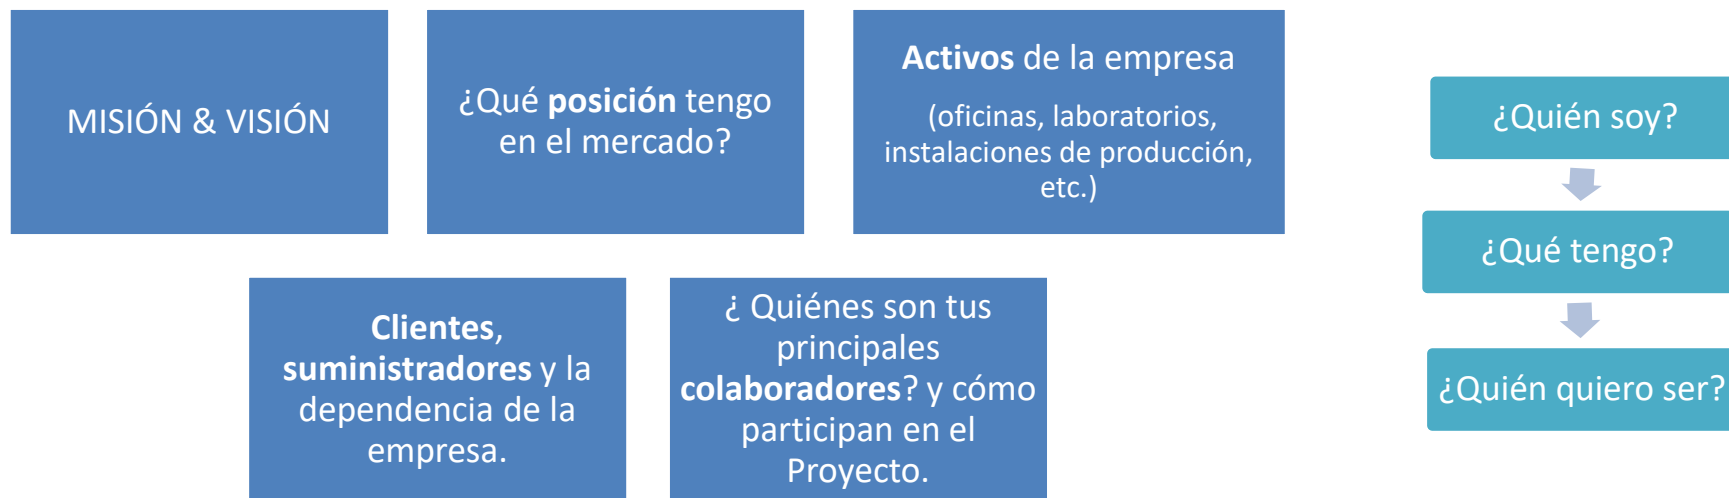 MISIÓN & VISIÓN
¿Qué posición tengo
en el mercado?
Activos de la empresa
(oficinas, laboratorios,
instalaciones de producción,
etc.)
Clientes,
suministradores y la
dependencia de la
empresa.
¿ Quiénes son tus
principales
colaboradores? y cómo
participan en el
Proyecto.
¿Quién soy?
¿Qué tengo?
¿Quién quiero ser?